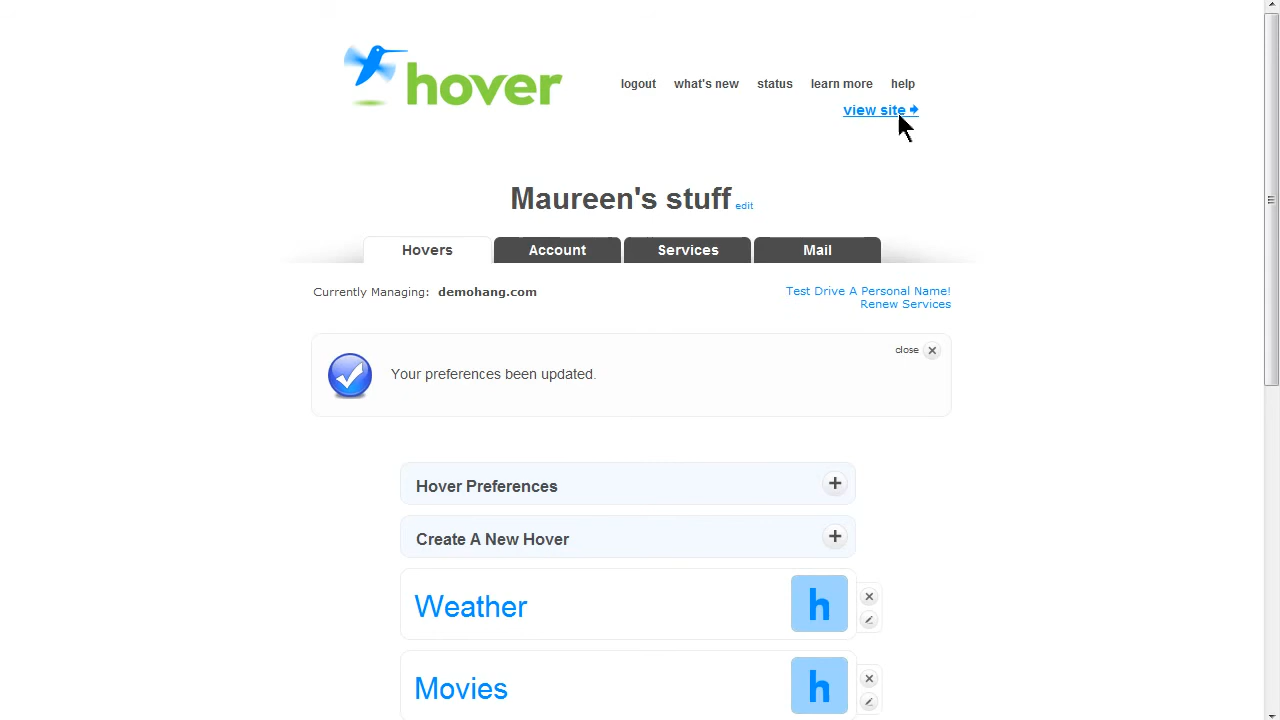 hover
logout what's new status learn more help
view site
Maureen's stuff edit
Hovers Account Services Mail
Currently Managing: demohang.com
Test Drive A Personal Name!
Renew Services
close
Your preferences been updated.
Hover Preferences
Create A New Hover
Weather h
Movies h